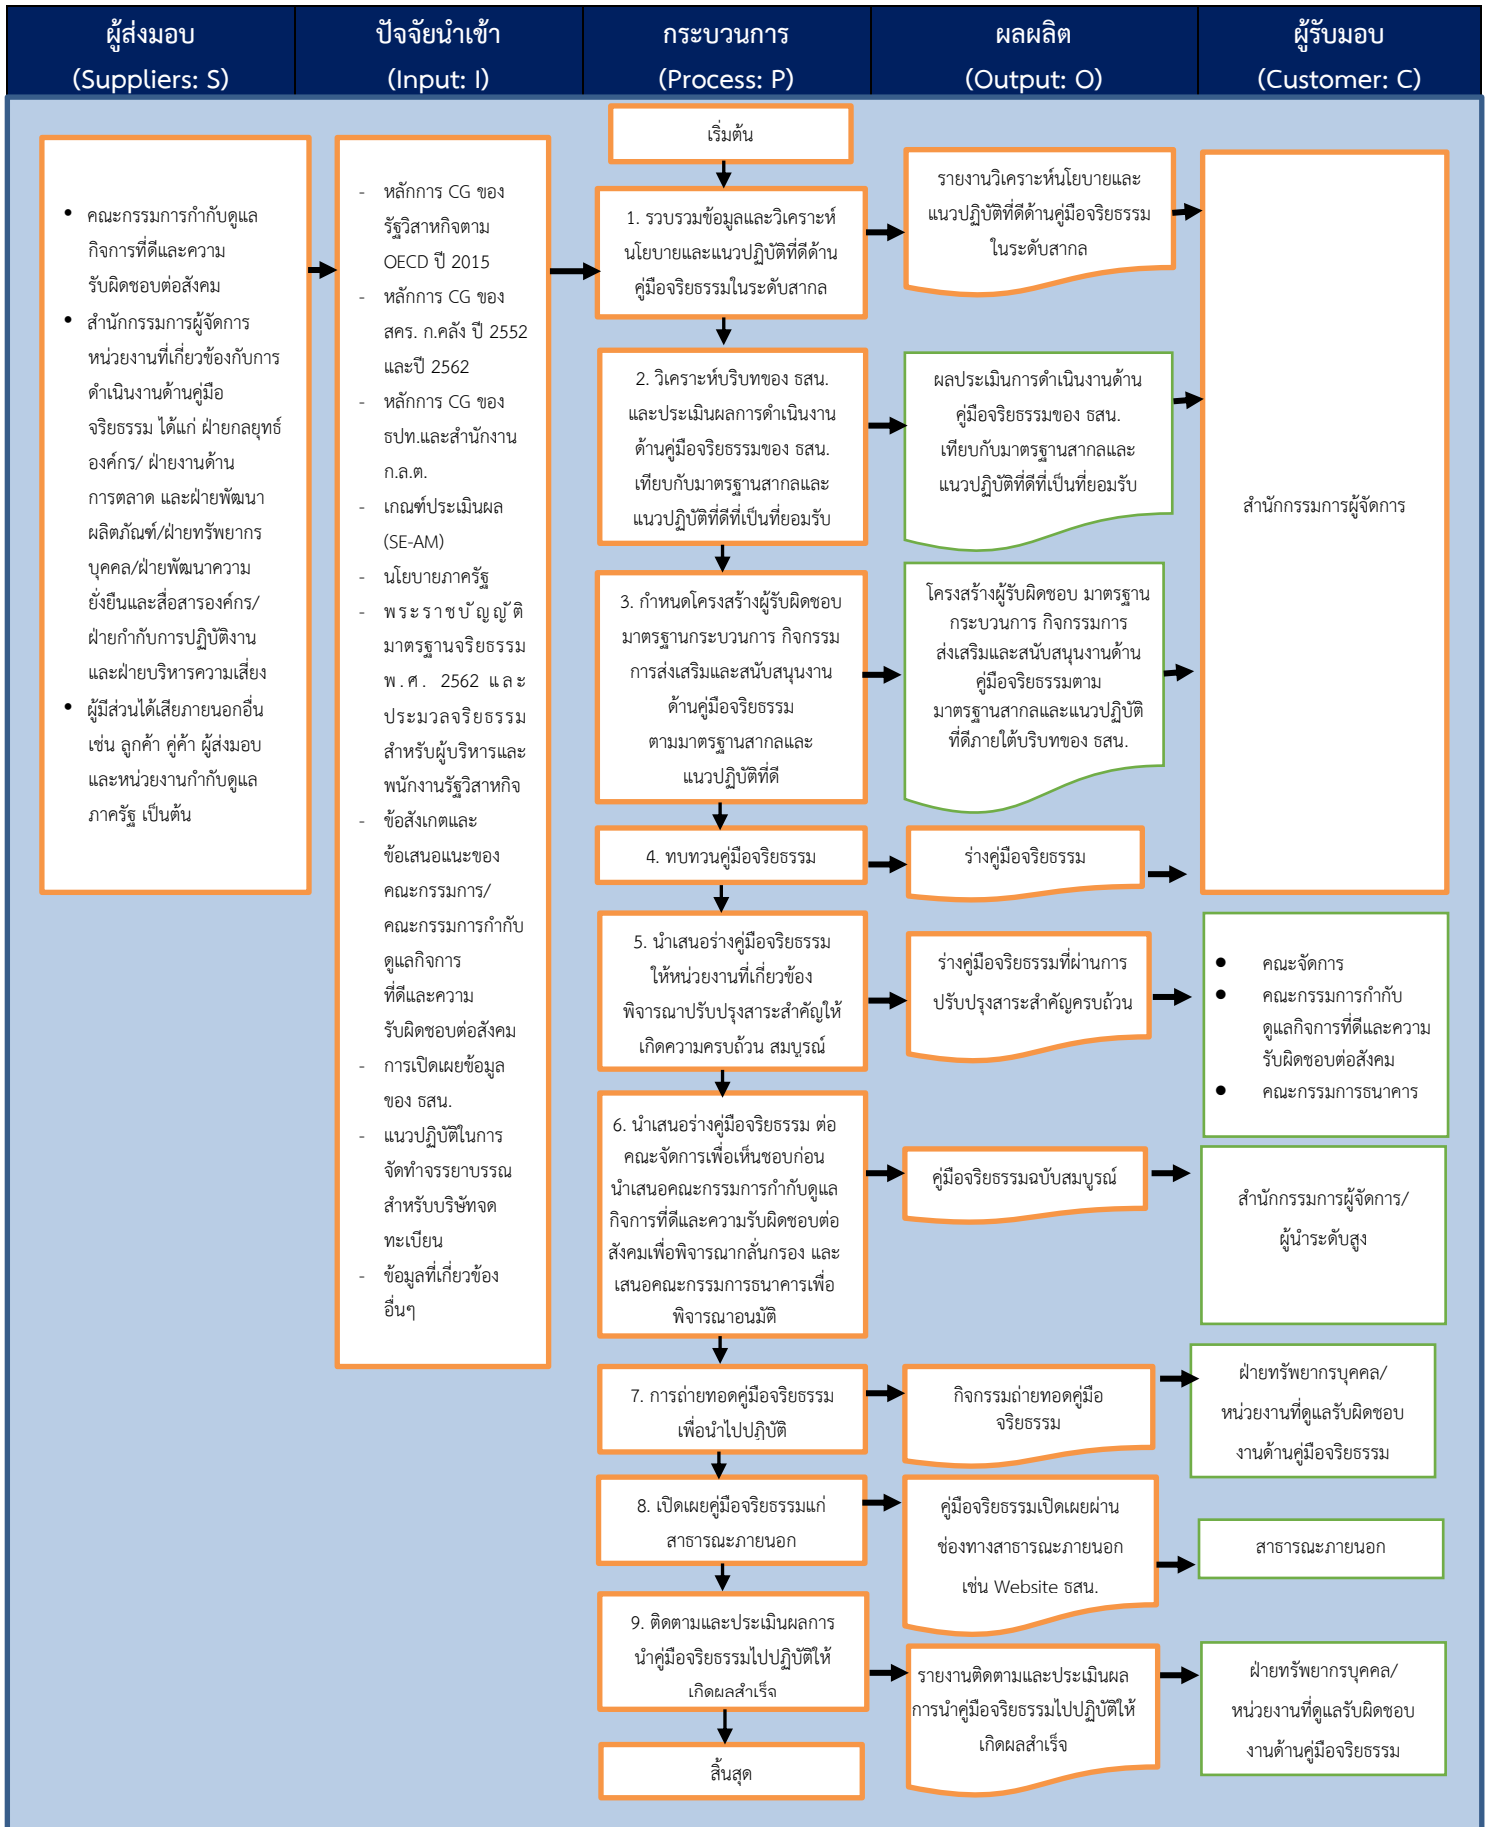 ผู้ส่งมอบ
(Suppliers: S)
ปัจจัยนำเข้า
(Input: I)
กระบวนการ
(Process: P)
ผลผลิต
(Output: O)
ผู้รับมอบ
(Customer: C)
• คณะกรรมการกำกับดูแล
กิจการที่ดีและความ
รับผิดชอบต่อสังคม
• สำนักกรรมการผู้จัดการ
หน่วยงานที่เกี่ยวข้องกับการ
ดำเนินงานด้านคู่มือ
จริยธรรม ได้แก่ ฝ่ายกลยุทธ์
องค์กร/ ฝ่ายงานด้าน
การตลาด และฝ่ายพัฒนา
ผลิตภัณฑ์/ฝ่ายทรัพยากร
บุคคล/ฝ่ายพัฒนาความ
ยั่งยืนและสื่อสารองค์กร/
ฝ่ายกำกับการปฏิบัติงาน
และฝ่ายบริหารความเสี่ยง
• ผู้มีส่วนได้เสียภายนอกอื่น
เช่น ลูกค้า คู่ค้า ผู้ส่งมอบ
และหน่วยงานกำกับดูแล
ภาครัฐ เป็นต้น
- หลักการ CG ของ
รัฐวิสาหกิจตาม
OECD ปี 2015
- หลักการ CG ของ
สคร. ก.คลัง ปี 2552
และปี 2562
- หลักการ CG ของ
ธปท.และสำนักงาน
ก.ล.ต.
- เกณฑ์ประเมินผล
(SE-AM)
- นโยบายภาครัฐ
- พระราชบัญญัติ
มาตรฐานจริยธรรม
พ.ศ. 2562 และ
ประมวลจริยธรรม
สำหรับผู้บริหารและ
พนักงานรัฐวิสาหกิจ
- ข้อสังเกตและ
ข้อเสนอแนะของ
คณะกรรมการ/
คณะกรรมการกำกับ
ดูแลกิจการ
ที่ดีและความ
รับผิดชอบต่อสังคม
- การเปิดเผยข้อมูล
ของ ธสน.
- แนวปฏิบัติในการ
จัดทำจรรยาบรรณ
สำหรับบริษัทจด
ทะเบียน
- ข้อมูลที่เกี่ยวข้อง
อื่นๆ
เริ่มต้น
1. รวบรวมข้อมูลและวิเคราะห์
นโยบายและแนวปฏิบัติที่ดีด้าน
คู่มือจริยธรรมในระดับสากล
2. วิเคราะห์บริบทของ ธสน.
และประเมินผลการดำเนินงาน
ด้านคู่มือจริยธรรมของ ธสน.
เทียบกับมาตรฐานสากลและ
แนวปฏิบัติที่ดีที่เป็นที่ยอมรับ
3. กำหนดโครงสร้างผู้รับผิดชอบ
มาตรฐานกระบวนการ กิจกรรม
การส่งเสริมและสนับสนุนงาน
ด้านคู่มือจริยธรรม
ตามมาตรฐานสากลและ
แนวปฏิบัติที่ดี
4. ทบทวนคู่มือจริยธรรม
5. นำเสนอร่างคู่มือจริยธรรม
ให้หน่วยงานที่เกี่ยวข้อง
พิจารณาปรับปรุงสาระสำคัญให้
เกิดความครบถ้วน สมบูรณ์
6. นำเสนอร่างคู่มือจริยธรรม ต่อ
คณะจัดการเพื่อเห็นชอบก่อน
นำเสนอคณะกรรมการกำกับดูแล
กิจการที่ดีและความรับผิดชอบต่อ
สังคมเพื่อพิจารณากลั่นกรอง และ
เสนอคณะกรรมการธนาคารเพื่อ
พิจารณาอนมัติ
7. การถ่ายทอดคู่มือจริยธรรม
เพื่อนำไปปฏิบัติ
8. เปิดเผยคู่มือจริยธรรมแก่
สาธารณะภายนอก
9. ติดตามและประเมินผลการ
นำคู่มือจริยธรรมไปปฏิบัติให้
เกิดผลสำเร็จ
สิ้นสุด
รายงานวิเคราะห์นโยบายและ
แนวปฏิบัติที่ดีด้านคู่มือจริยธรรม
ในระดับสากล
ผลประเมินการดำเนินงานด้าน
คู่มือจริยธรรมของ ธสน.
เทียบกับมาตรฐานสากลและ
แนวปฏิบัติที่ดีที่เป็นที่ยอมรับ
โครงสร้างผู้รับผิดชอบ มาตรฐาน
กระบวนการ กิจกรรมการ
ส่งเสริมและสนับสนุนงานด้าน
คู่มือจริยธรรมตาม
มาตรฐานสากลและแนวปฏิบัติ
ที่ดีภายใต้บริบทของ ธสน.
ร่างคู่มือจริยธรรม
ร่างคู่มือจริยธรรมที่ผ่านการ
ปรับปรุงสาระสำคัญครบถ้วน
คู่มือจริยธรรมฉบับสมบูรณ์
กิจกรรมถ่ายทอดคู่มือ
จริยธรรม
คู่มือจริยธรรมเปิดเผยผ่าน
ช่องทางสาธารณะภายนอก
เช่น Website ธสน.
รายงานติดตามและประเมินผล
การนำคู่มือจริยธรรมไปปฏิบัติให้
เกิดผลสำเร็จ
สำนักกรรมการผู้จัดการ
• คณะจัดการ
• คณะกรรมการกำกับ
ดูแลกิจการที่ดีและความ
รับผิดชอบต่อสังคม
• คณะกรรมการธนาคาร
สำนักกรรมการผู้จัดการ/
ผู้นำระดับสูง
ฝ่ายทรัพยากรบุคคล/
หน่วยงานที่ดูแลรับผิดชอบ
งานด้านคู่มือจริยธรรม
สาธารณะภายนอก
ฝ่ายทรัพยากรบุคคล/
หน่วยงานที่ดูแลรับผิดชอบ
งานด้านคู่มือจริยธรรม